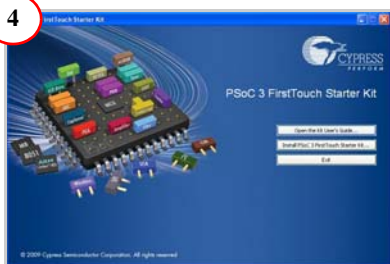 4
FirstTouch Starter Kit
CYPRESS
PERFORM
PSoC 3 FirstTouch Starter Kit
Open the Kit User's Guide...
Install PSoC 3 FirstTouch Starter Kit...
Exit
© 2009 Cypress Semiconductor Corporation. All rights reserved